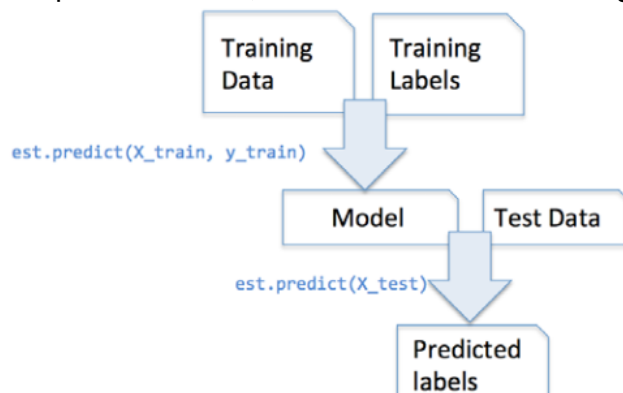 Training
Data
Training
Labels
est.predict(X_train, y_train)
Model
Test Data
est.predict(X_test)
Predicted
labels